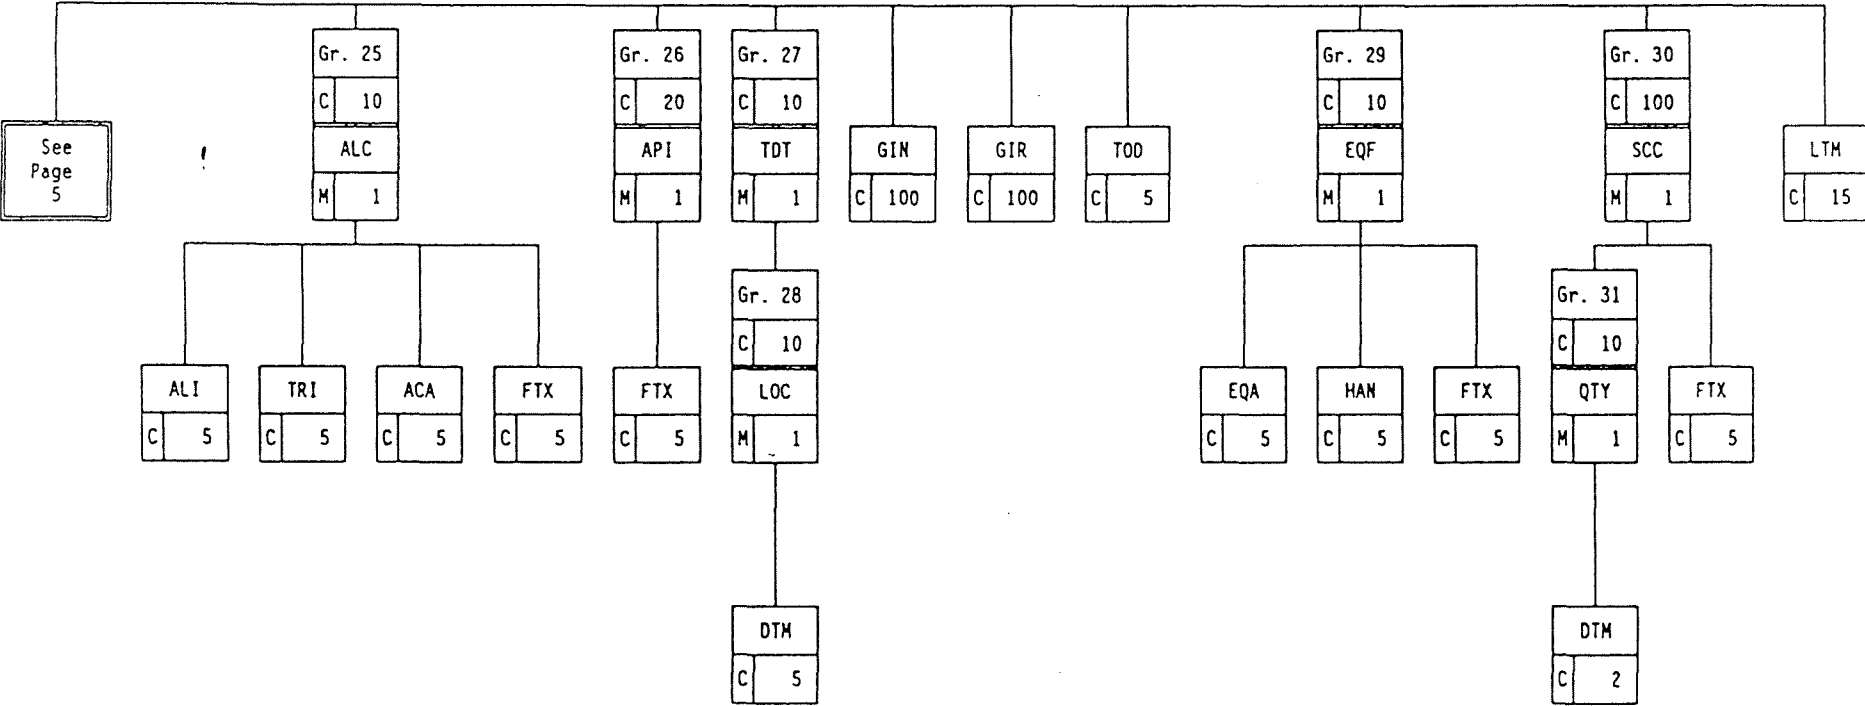 Gr. 25
Gr. 26
Gr. 27
Gr. 29
Gr. 30
C 10
C 20
C 10
C 10
C 100
See
Page
5
ALC
API
TDT
GIN
GIR
TOD
EQF
SCC
LTM
M 1
M 1
M 1
C 100
C 100
C 5
M 1
M 1
C 15
Gr. 28
Gr. 31
C 10
C 10
ALI
TRI
ACA
FTX
FTX
LOC
EQA
HAN
FTX
QTY
FTX
C 5
C 5
C 5
C 5
C 5
M 1
C 5
C 5
C 5
M 1
C 5
DTM
DTM
C 5
C 2